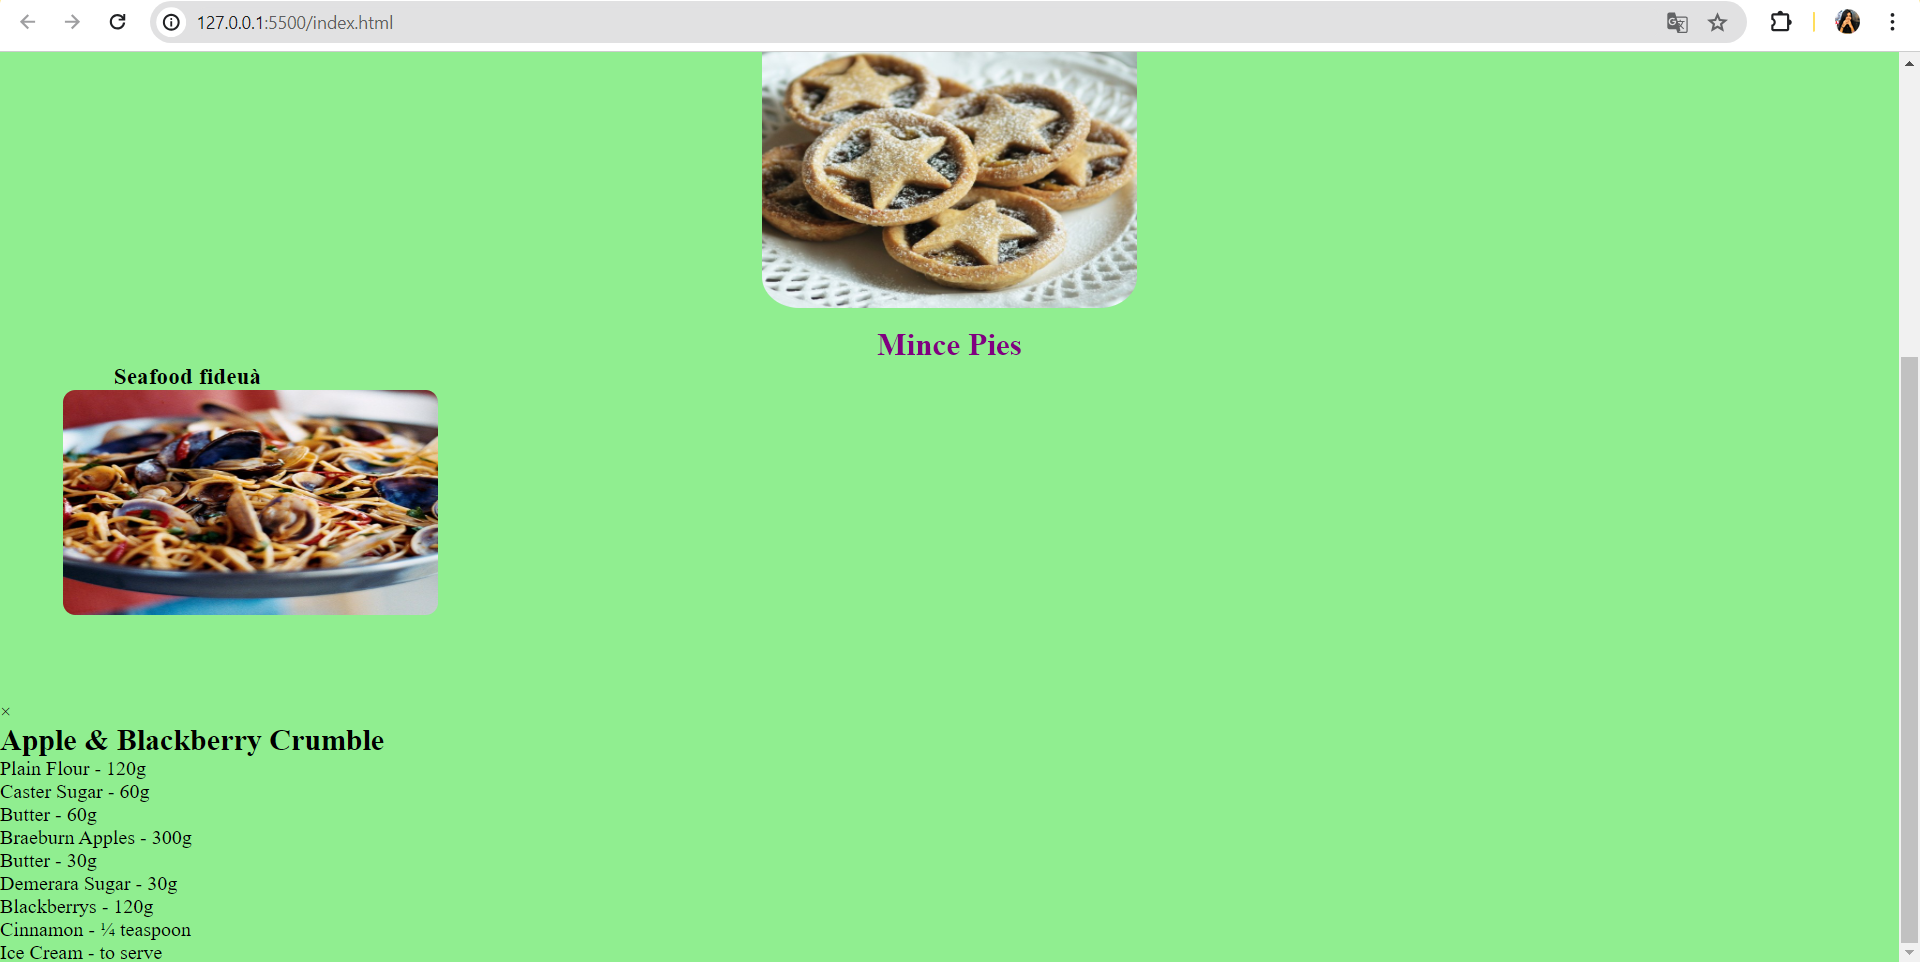 127.0.0.1:5500/index.html
Mince Pies
Seafood fideuà
×
Apple & Blackberry Crumble
Plain Flour - 120g
Caster Sugar - 60g
Butter - 60g
Braeburn Apples - 300g
Butter - 30g
Demerara Sugar - 30g
Blackberrys - 120g
Cinnamon - ¼ teaspoon
Ice Cream - to serve